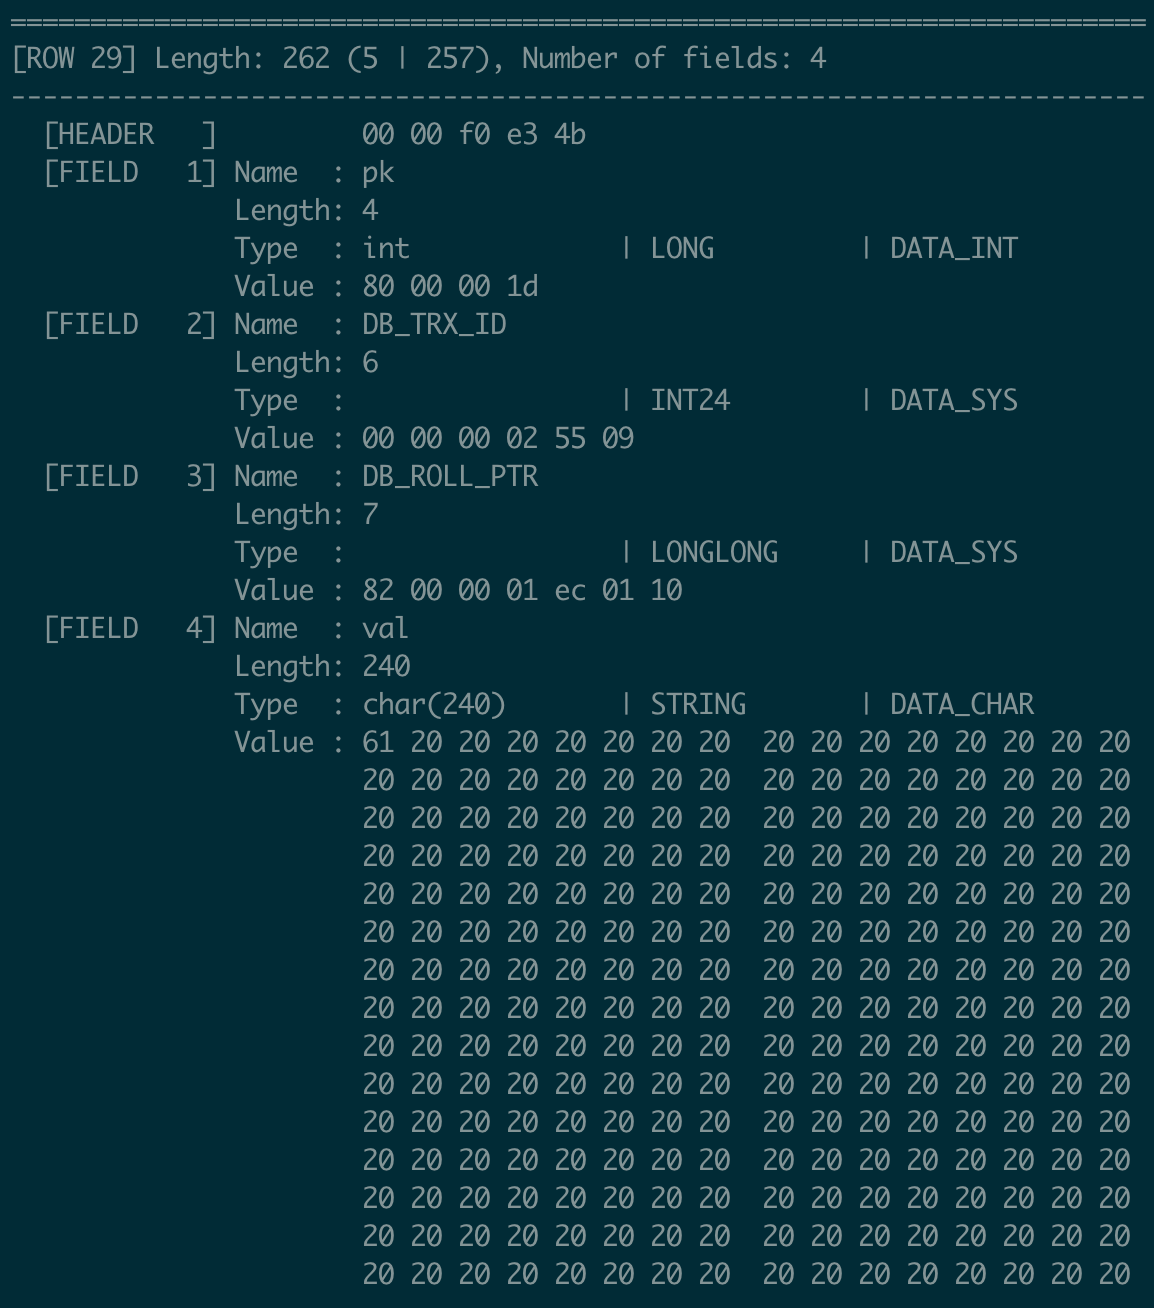 =======================================================================
[ROW 29] Length: 262 (5 | 257), Number of fields: 4
-----------------------------------------------------------------------
  [HEADER   ]         00 00 f0 e3 4b
  [FIELD   1] Name  : pk
              Length: 4
              Type  : int             | LONG         | DATA_INT
              Value : 80 00 00 1d
  [FIELD   2] Name  : DB_TRX_ID
              Length: 6
              Type  :                 | INT24        | DATA_SYS
              Value : 00 00 00 02 55 09
  [FIELD   3] Name  : DB_ROLL_PTR
              Length: 7
              Type  :                 | LONGLONG     | DATA_SYS
              Value : 82 00 00 01 ec 01 10
  [FIELD   4] Name  : val
              Length: 240
              Type  : char(240)       | STRING       | DATA_CHAR
              Value : 61 20 20 20 20 20 20 20  20 20 20 20 20 20 20 20
                      20 20 20 20 20 20 20 20  20 20 20 20 20 20 20 20
                      20 20 20 20 20 20 20 20  20 20 20 20 20 20 20 20
                      20 20 20 20 20 20 20 20  20 20 20 20 20 20 20 20
                      20 20 20 20 20 20 20 20  20 20 20 20 20 20 20 20
                      20 20 20 20 20 20 20 20  20 20 20 20 20 20 20 20
                      20 20 20 20 20 20 20 20  20 20 20 20 20 20 20 20
                      20 20 20 20 20 20 20 20  20 20 20 20 20 20 20 20
                      20 20 20 20 20 20 20 20  20 20 20 20 20 20 20 20
                      20 20 20 20 20 20 20 20  20 20 20 20 20 20 20 20
                      20 20 20 20 20 20 20 20  20 20 20 20 20 20 20 20
                      20 20 20 20 20 20 20 20  20 20 20 20 20 20 20 20
                      20 20 20 20 20 20 20 20  20 20 20 20 20 20 20 20
                      20 20 20 20 20 20 20 20  20 20 20 20 20 20 20 20
                      20 20 20 20 20 20 20 20  20 20 20 20 20 20 20 20